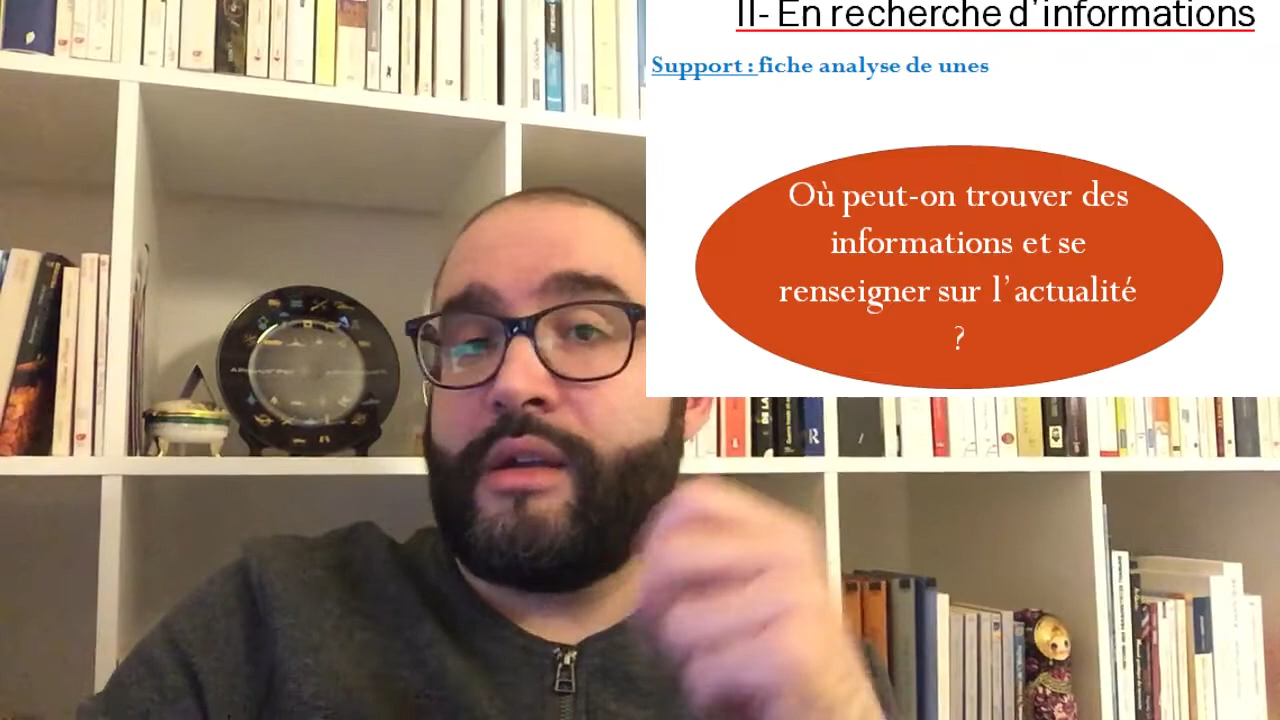 II- En recherche d'informations
Support : fiche analyse de unes
Où peut-on trouver des
informations et se
renseigner sur l'actualité
?